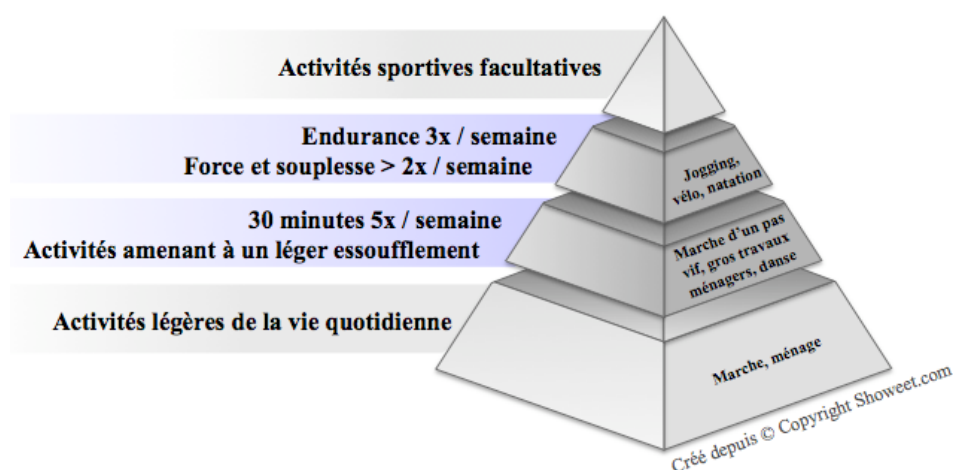 Activités sportives facultatives
Endurance 3x / semaine
Force et souplesse > 2x / semaine
Jogging,
vélo, natation
30 minutes 5x / semaine
Activités amenant à un léger essoufflement
Marche d'un pas
vif, gros travaux
ménagers, danse
Activités légères de la vie quotidienne
Marche, ménage
Créé depuis © Copyright Showeet.com